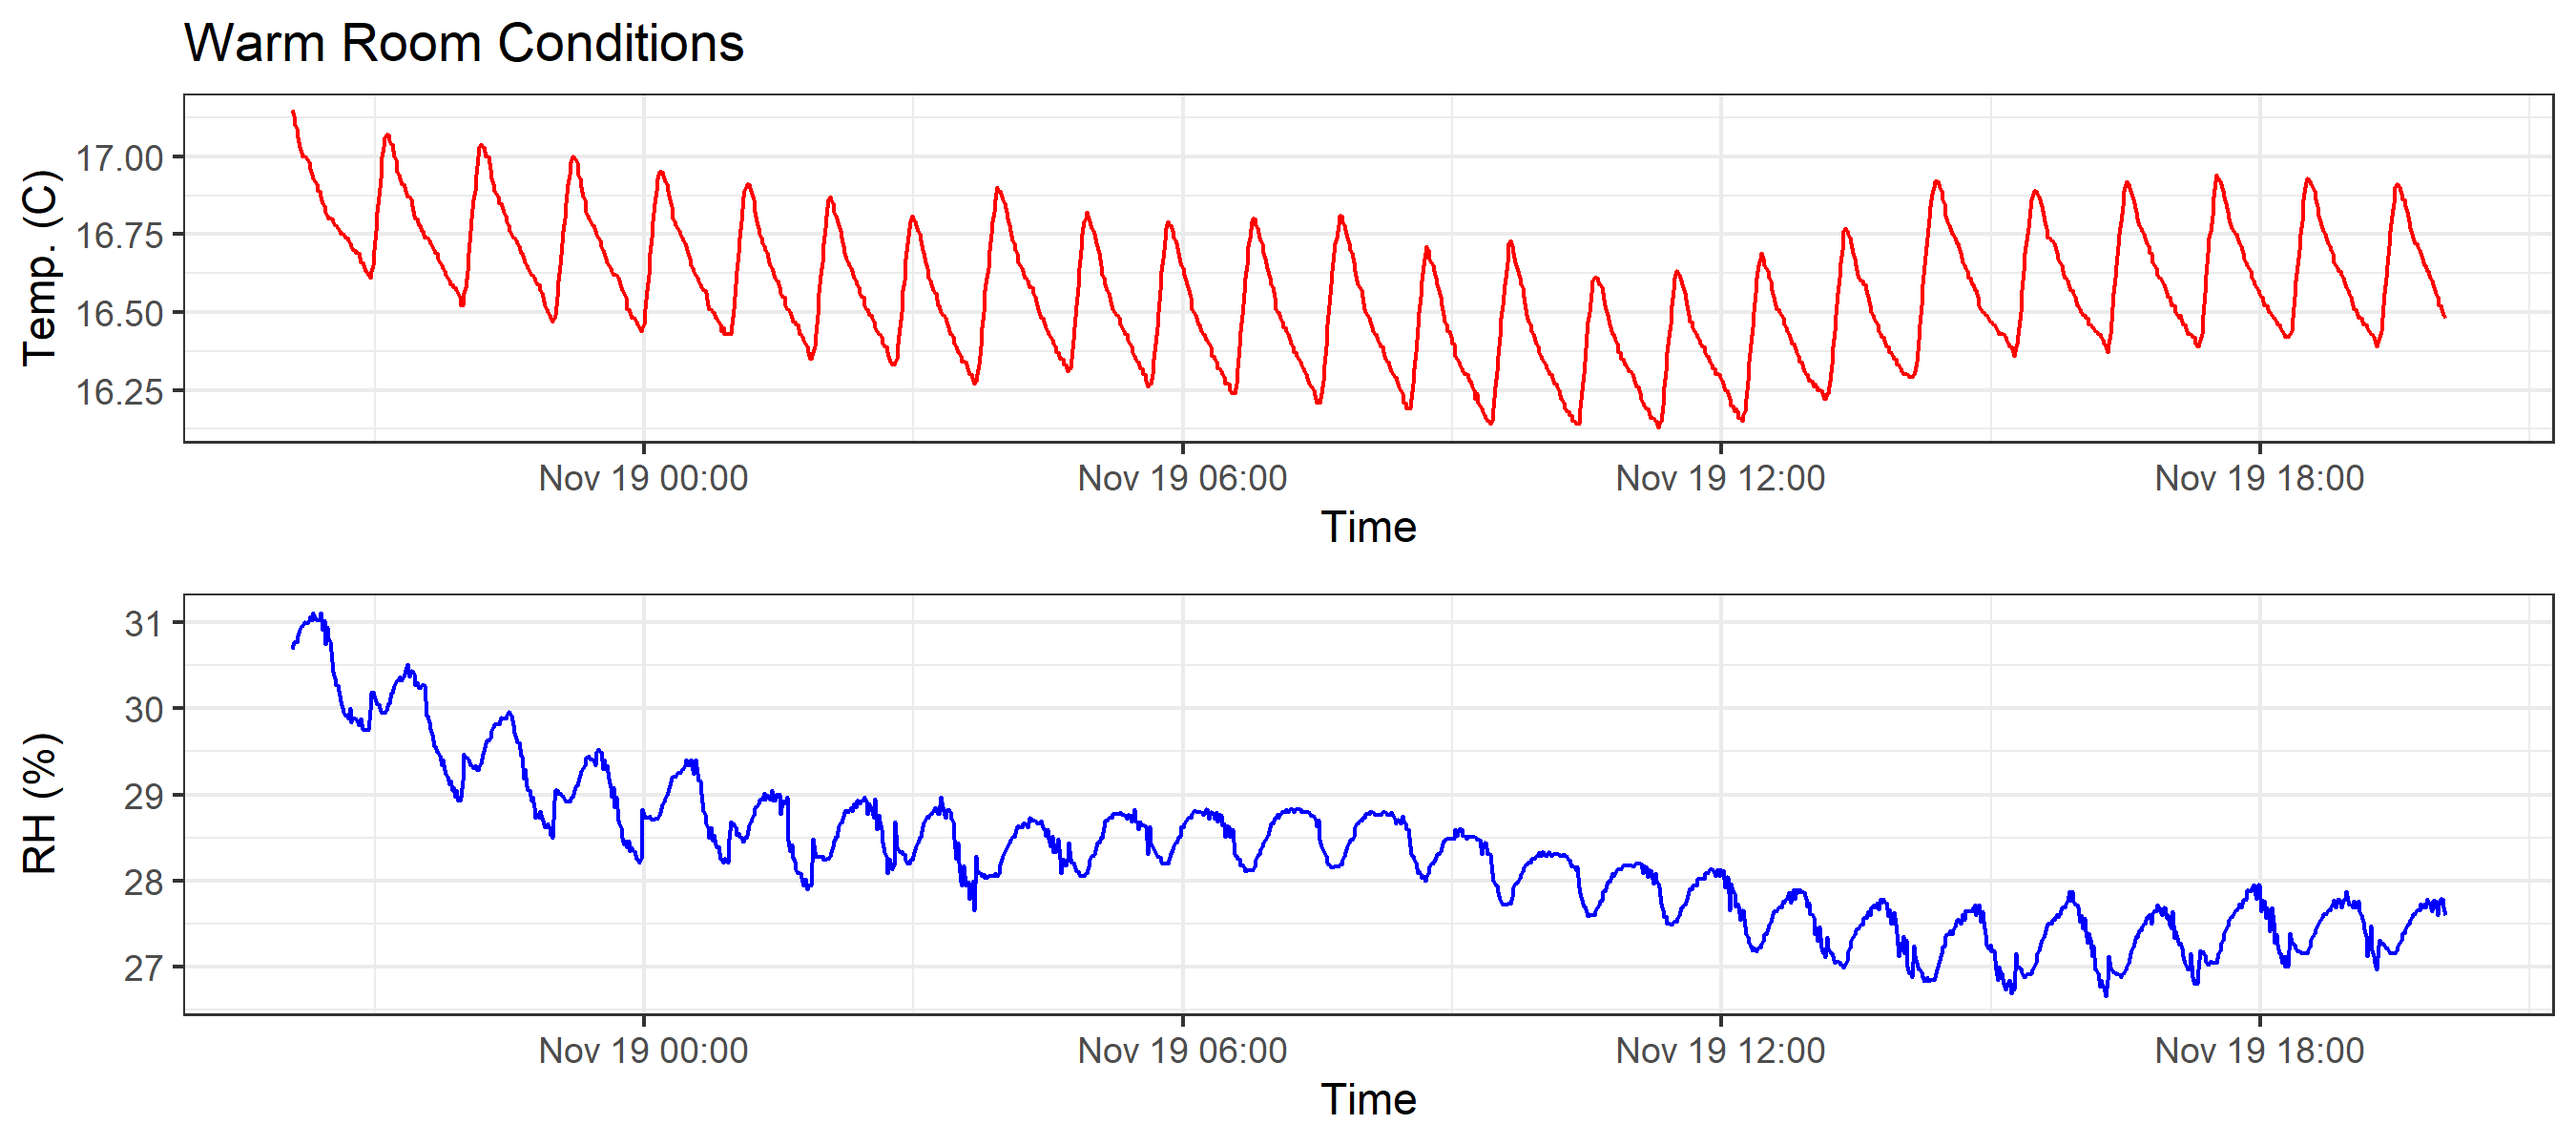 Warm Room Conditions
Temp. (C)
17.00
16.75
16.50
16.25
Nov 19 00:00 Nov 19 06:00 Nov 19 12:00 Nov 19 18:00
Time
RH (%)
31
30
29
28
27
Nov 19 00:00 Nov 19 06:00 Nov 19 12:00 Nov 19 18:00
Time